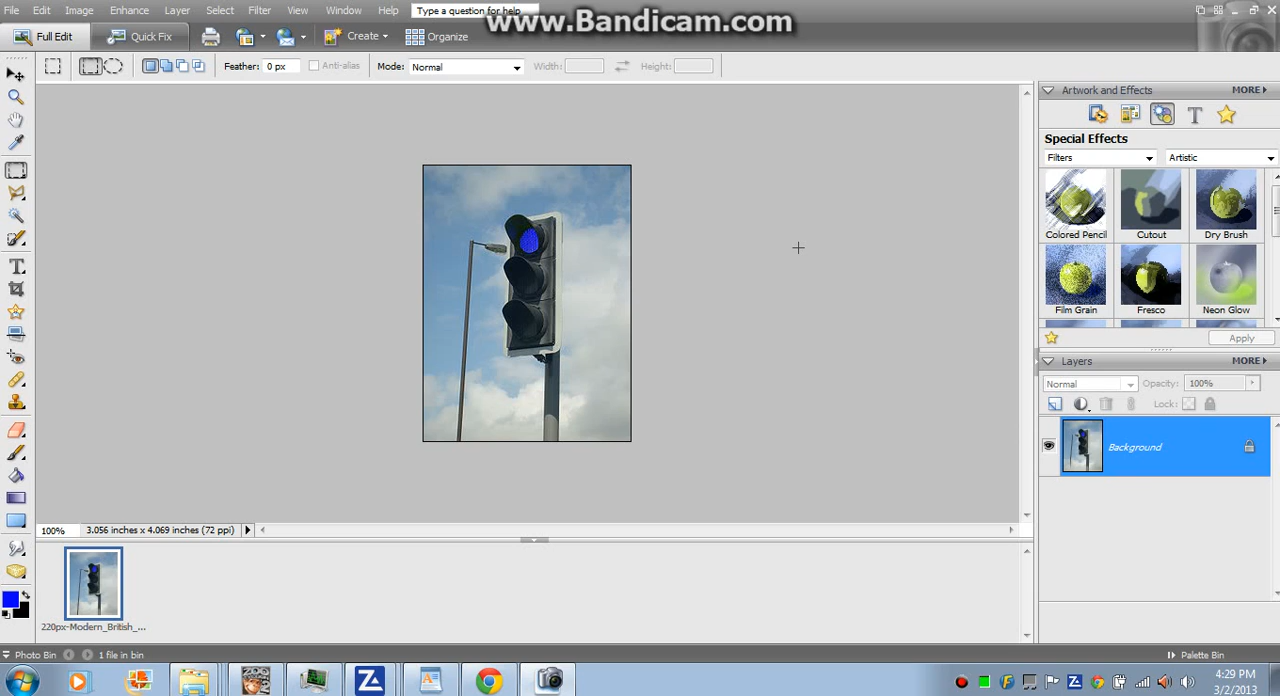 File Edit Image Enhance Layer Select Filter View Window Help Type a question for help
www.Bandicam.com
Full Edit Quick Fix Create Organize
Feather: 0 px Anti-alias Mode: Normal Width: Height:
Artwork and Effects MORE
Special Effects
Filters Artistic
Colored Pencil Cutout Dry Brush
Film Grain Fresco Neon Glow
Apply
Layers MORE
Normal Opacity: 100%
Lock:
Background
100% 3.056 inches x 4.069 inches (72 ppi)
220px-Modern_British_...
Photo Bin 1 file in bin Palette Bin
4:29 PM
3/2/2013